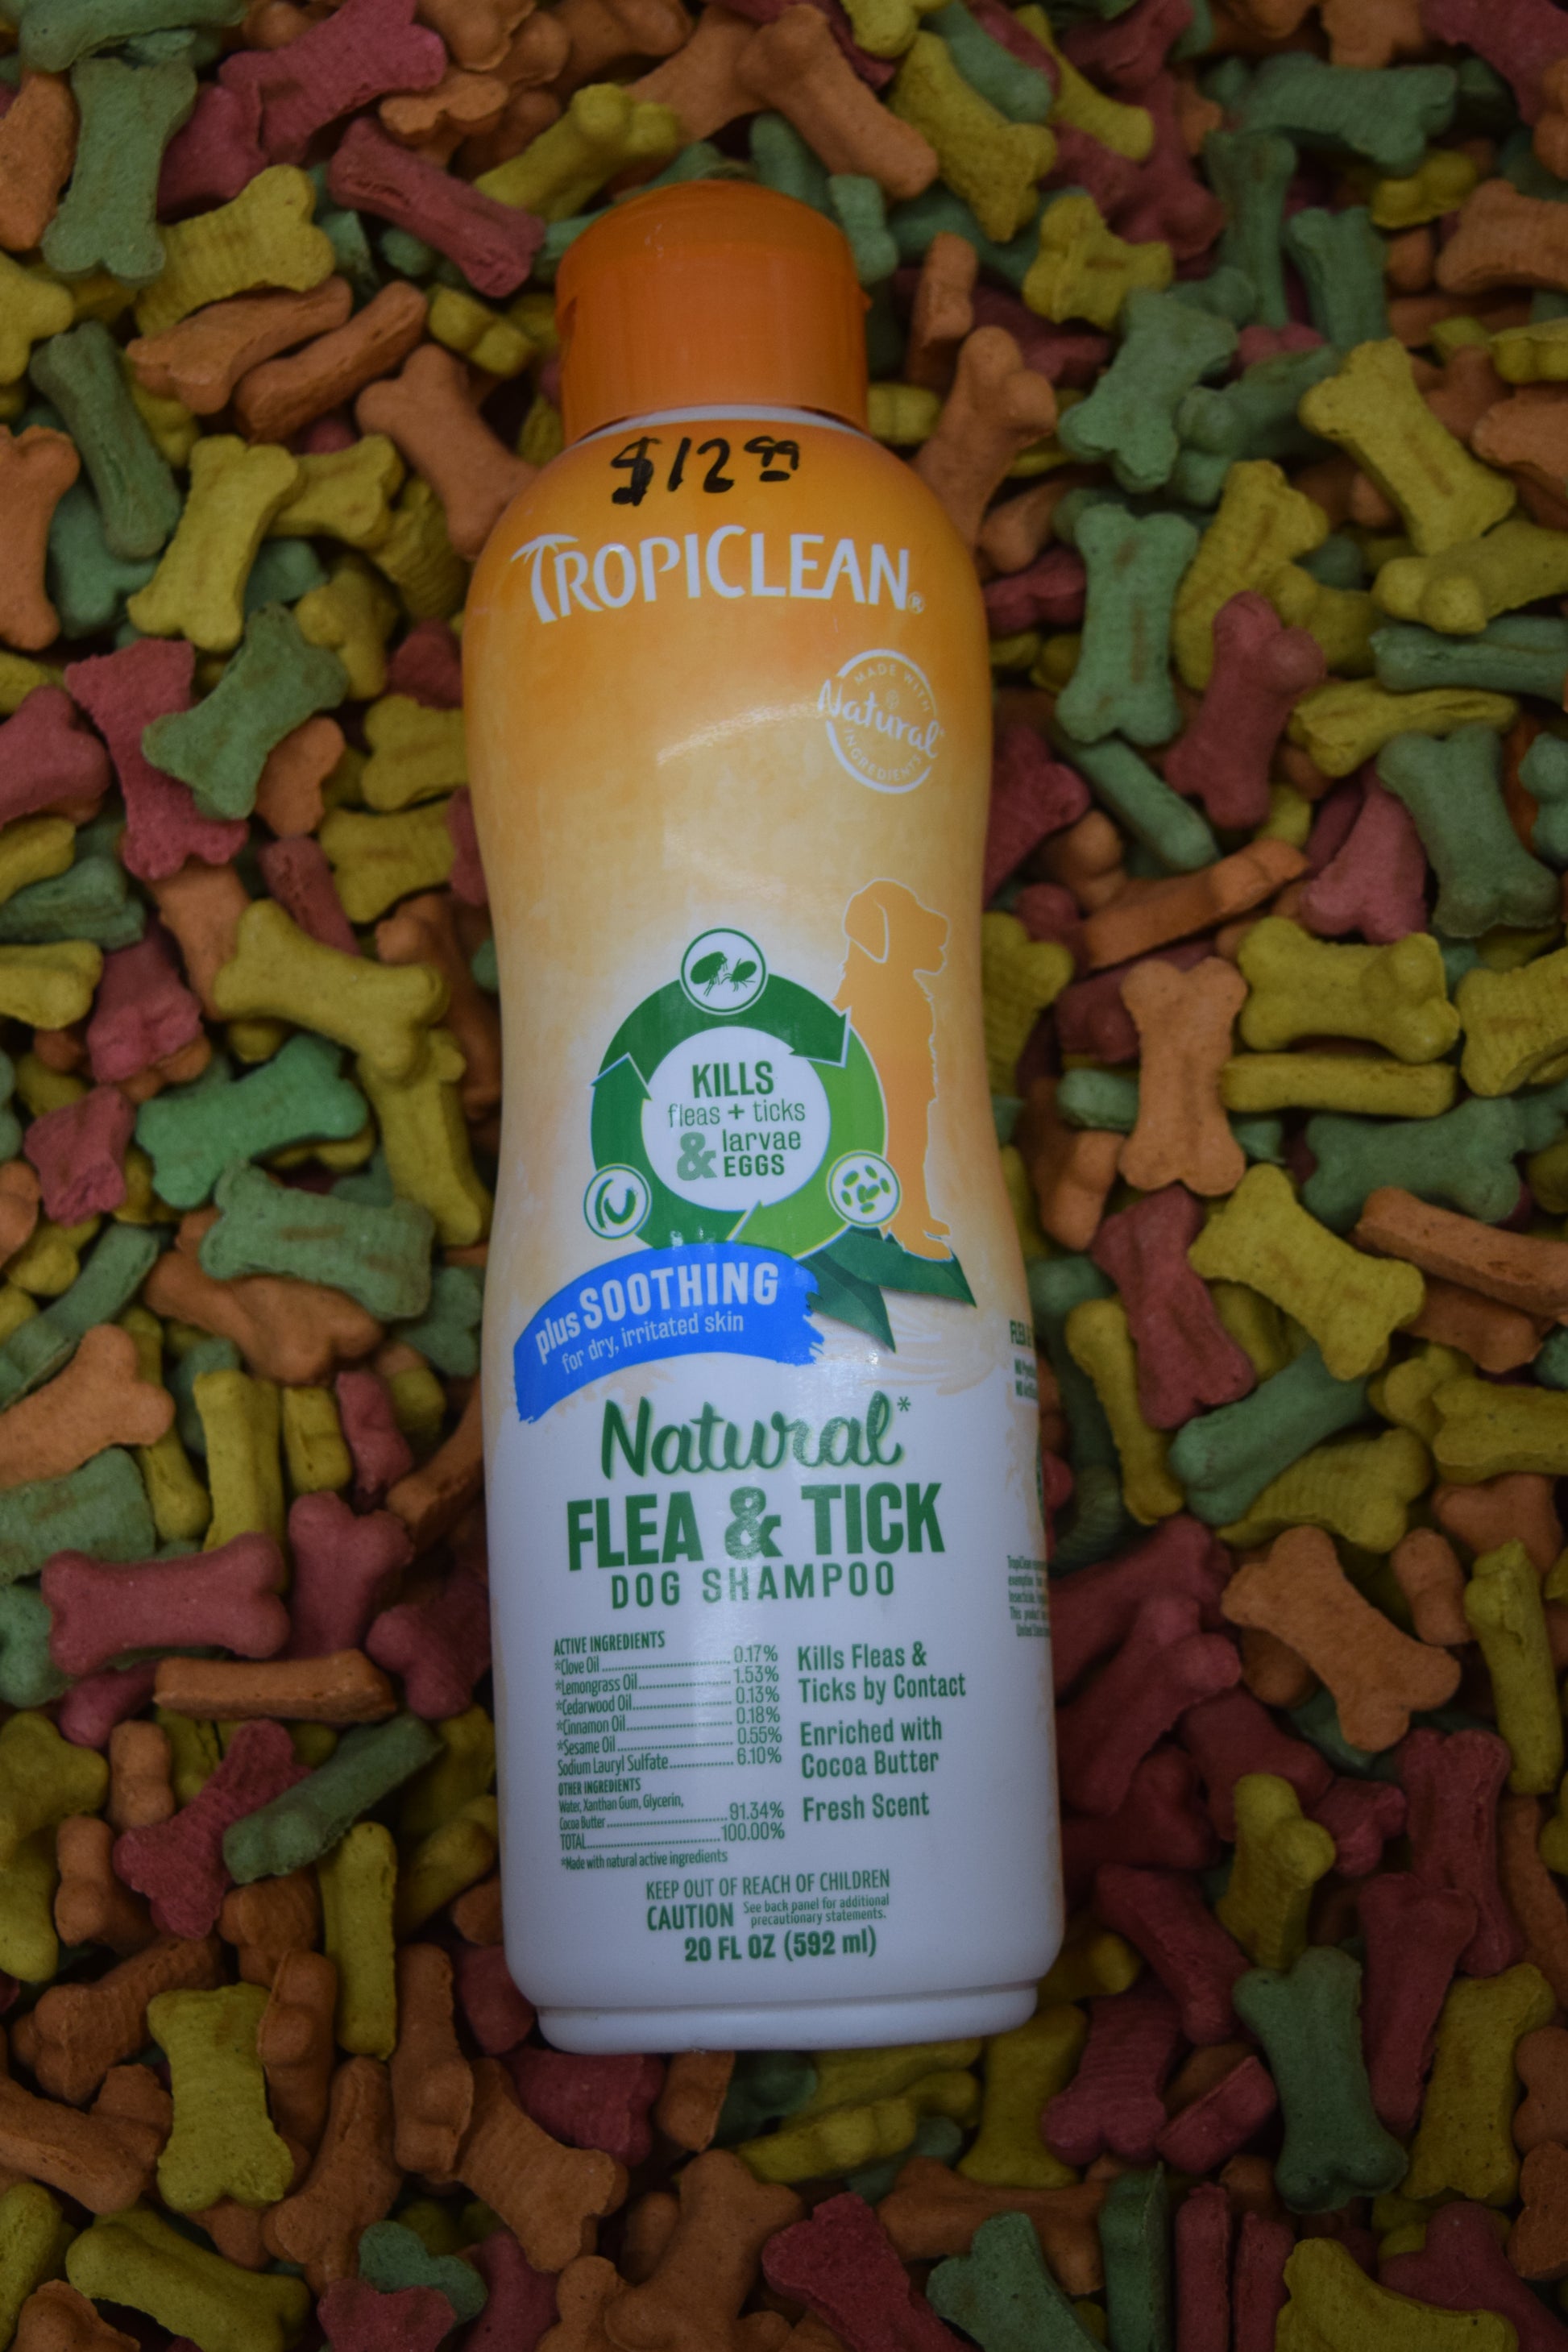 $12.99
TROPICLEAN®
MADE WITH
Natural*
INGREDIENTS
KILLS
fleas + ticks
& larvae
EGGS
plus SOOTHING
for dry, irritated skin
Natural*
FLEA & TICK
DOG SHAMPOO
ACTIVE INGREDIENTS
*Clove Oil 0.17%
*Lemongrass Oil 1.53%
*Cedarwood Oil 0.13%
*Cinnamon Oil 0.18%
*Sesame Oil 0.55%
Sodium Lauryl Sulfate 6.10%
OTHER INGREDIENTS
Water, Xanthan Gum, Glycerin,
Cocoa Butter 91.34%
TOTAL 100.00%
*Made with natural active ingredients
Kills Fleas &
Ticks by Contact
Enriched with
Cocoa Butter
Fresh Scent
KEEP OUT OF REACH OF CHILDREN
CAUTION See back panel for additional
precautionary statements.
20 FL OZ (592 ml)